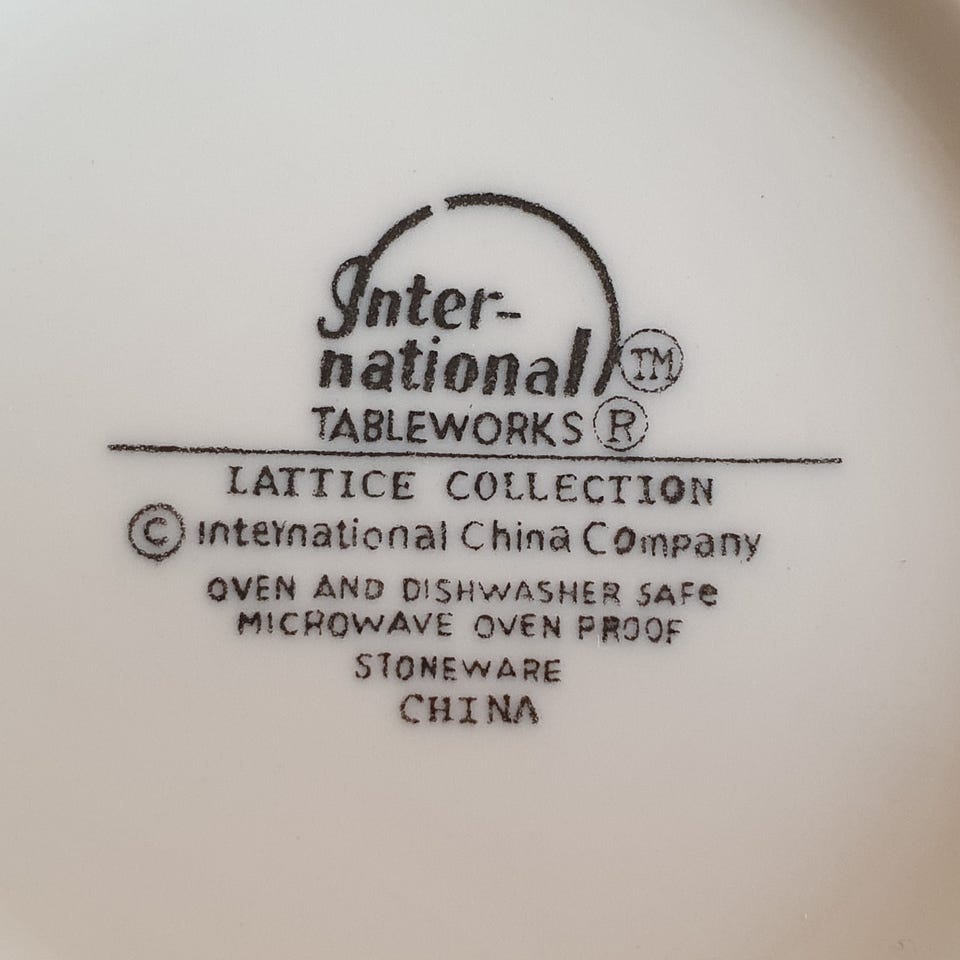 Inter-
national TM
TABLEWORKS R
LATTICE COLLECTION
© International China Company
OVEN AND DISHWASHER SAFe
MICROWAVE OVEN PROOF
STONEWARE
CHINA